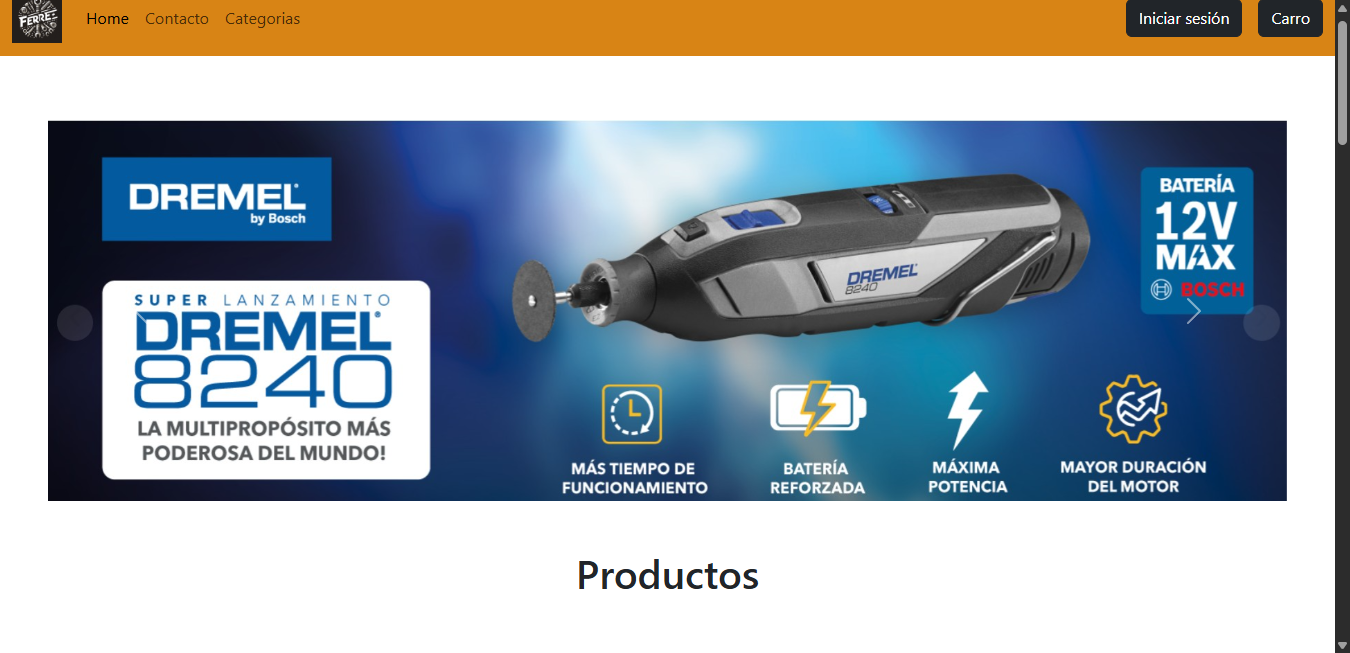 FERRE
Home
Contacto
Categorias
Iniciar sesión
Carro
DREMEL
by Bosch
BATERÍA
12V
MAX
BOSCH
DREMEL
8240
SUPER LANZAMIENTO
DREMEL
8240
LA MULTIPROPÓSITO MÁS
PODEROSA DEL MUNDO!
MÁS TIEMPO DE
FUNCIONAMIENTO
BATERÍA
REFORZADA
MÁXIMA
POTENCIA
MAYOR DURACIÓN
DEL MOTOR
Productos